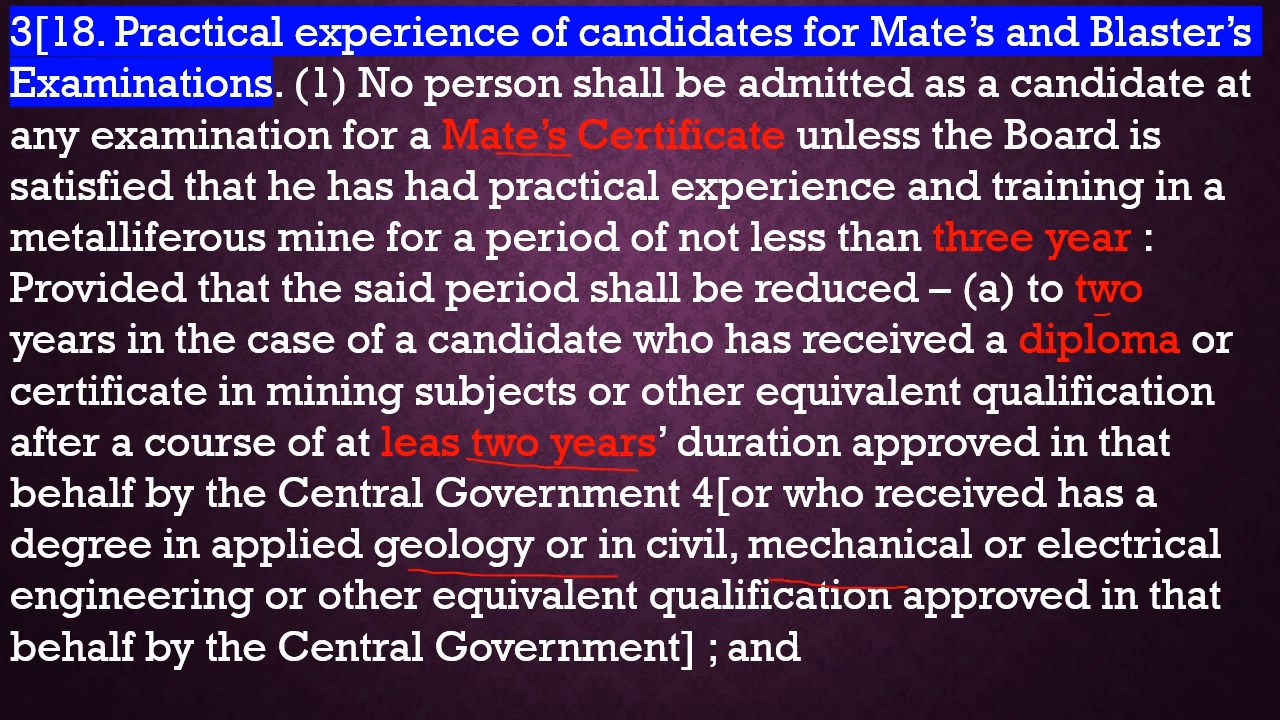 3[18. Practical experience of candidates for Mate’s and Blaster’s
Examinations. (1) No person shall be admitted as a candidate at
any examination for a Mate’s Certificate unless the Board is
satisfied that he has had practical experience and training in a
metalliferous mine for a period of not less than three year :
Provided that the said period shall be reduced – (a) to two
years in the case of a candidate who has received a diploma or
certificate in mining subjects or other equivalent qualification
after a course of at leas two years’ duration approved in that
behalf by the Central Government 4[or who received has a
degree in applied geology or in civil, mechanical or electrical
engineering or other equivalent qualification approved in that
behalf by the Central Government] ; and